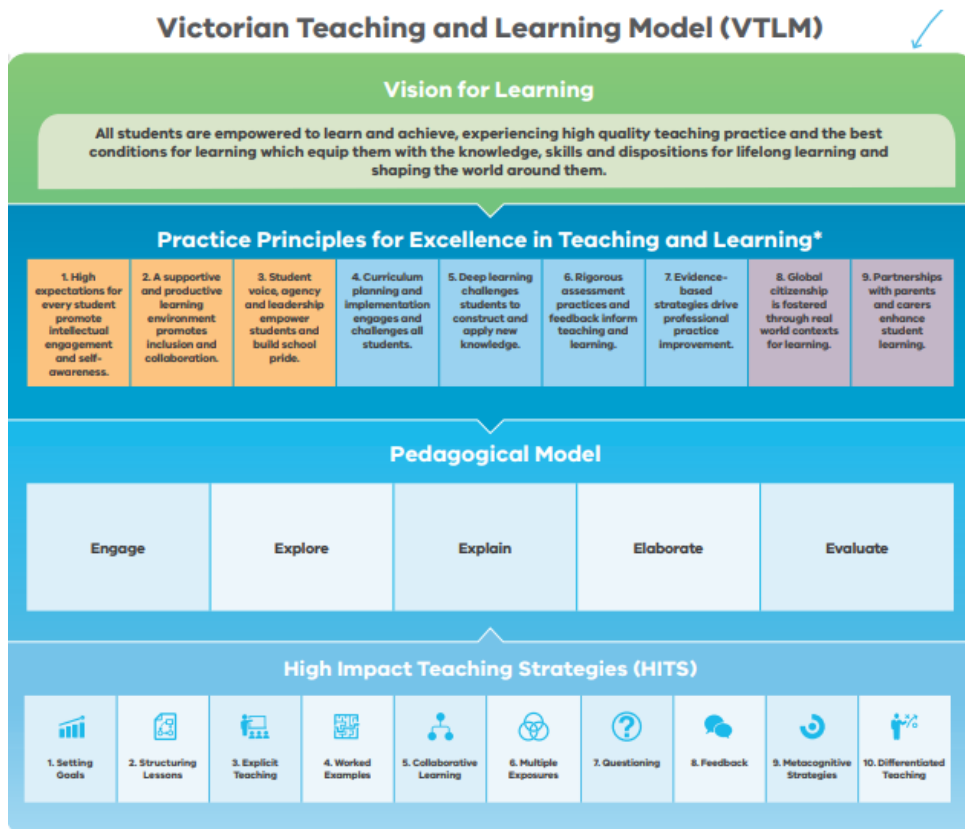 Victorian Teaching and Learning Model (VTLM)
Vision for Learning
All students are empowered to learn and achieve, experiencing high quality teaching practice and the best
conditions for learning which equip them with the knowledge, skills and dispositions for lifelong learning and
shaping the world around them.
Practice Principles for Excellence in Teaching and Learning*
1. High
expectations for
every student
promote
intellectual
engagement
and self-
awareness.
2. A supportive
and productive
learning
environment
promotes
inclusion and
collaboration.
3. Student
voice, agency
and leadership
empower
students and
build school
pride.
4. Curriculum
planning and
implementation
engages and
challenges all
students.
5. Deep learning
challenges
students to
construct and
apply new
knowledge.
6. Rigorous
assessment
practices and
feedback inform
teaching and
learning.
7. Evidence-
based
strategies drive
professional
practice
improvement.
8. Global
citizenship
is fostered
through real
world contexts
for learning.
9. Partnerships
with parents
and carers
enhance
student
learning.
Pedagogical Model
Engage
Explore
Explain
Elaborate
Evaluate
High Impact Teaching Strategies (HITS)
1. Setting
Goals
2. Structuring
Lessons
3. Explicit
Teaching
4. Worked
Examples
5. Collaborative
Learning
6. Multiple
Exposures
7. Questioning
8. Feedback
9. Metacognitive
Strategies
10. Differentiated
Teaching